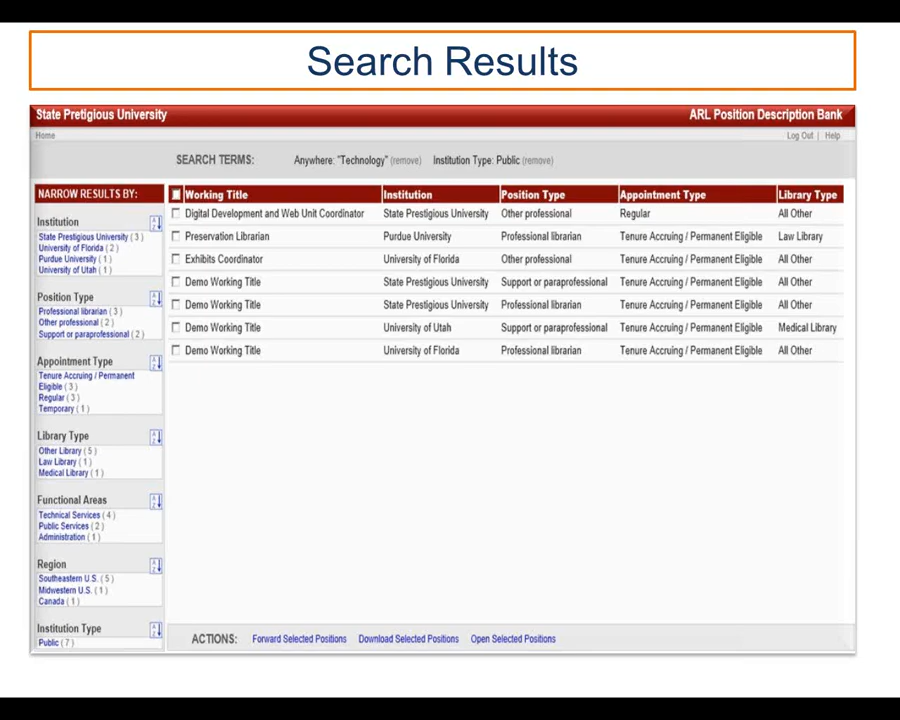 Search Results
State Pretigious University
ARL Position Description Bank
Home
Log Out | Help
SEARCH TERMS: Anywhere: "Technology" (remove) Institution Type: Public (remove)
NARROW RESULTS BY:
Institution
State Prestigious University ( 3 )
University of Florida ( 2 )
Purdue University ( 1 )
University of Utah ( 1 )
Position Type
Professional librarian ( 3 )
Other professional ( 2 )
Support or paraprofessional ( 2 )
Appointment Type
Tenure Accruing / Permanent
Eligible ( 3 )
Regular ( 3 )
Temporary ( 1 )
Library Type
Other Library ( 5 )
Law Library ( 1 )
Medical Library ( 1 )
Functional Areas
Technical Services ( 4 )
Public Services ( 2 )
Administration ( 1 )
Region
Southeastern U.S. ( 5 )
Midwestern U.S. ( 1 )
Canada ( 1 )
Institution Type
Public ( 7 )
Working Title Institution Position Type Appointment Type Library Type
Digital Development and Web Unit Coordinator State Prestigious University Other professional Regular All Other
Preservation Librarian Purdue University Professional librarian Tenure Accruing / Permanent Eligible Law Library
Exhibits Coordinator University of Florida Other professional Tenure Accruing / Permanent Eligible All Other
Demo Working Title State Prestigious University Support or paraprofessional Tenure Accruing / Permanent Eligible All Other
Demo Working Title State Prestigious University Professional librarian Tenure Accruing / Permanent Eligible All Other
Demo Working Title University of Utah Support or paraprofessional Tenure Accruing / Permanent Eligible Medical Library
Demo Working Title University of Florida Professional librarian Tenure Accruing / Permanent Eligible All Other
ACTIONS: Forward Selected Positions Download Selected Positions Open Selected Positions